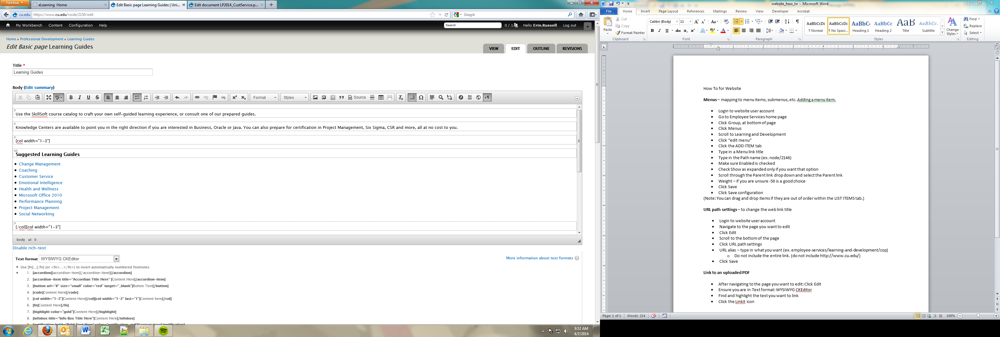 Firefox
eLearning Home
Edit Basic page Learning Guides | Uni...
Edit document LP2014_CustService.p...
cu.edu
https://www.cu.edu/node/2150/edit
Google
My Workbench Content Configuration Help
Search
0 / 1
Hello Erin.Russell
Log out
Home » Professional Development » Learning Guides
Edit Basic page Learning Guides
VIEW EDIT OUTLINE REVISIONS
Title *
Learning Guides
Body (Edit summary)
Format Styles Source
P
Use the SkillSoft course catalog to craft your own self-guided learning experience, or consult one of our prepared guides.
P
Knowledge Centers are available to point you in the right direction if you are interested in Business, Oracle or Java. You can also prepare for certification in Project Management, Six Sigma, CSR and more, all at no cost to you.
P
[col width="1-3"]
H4
Suggested Learning Guides
Change Management
Coaching
Customer Service
Emotional Intelligence
Health and Wellness
Microsoft Office 2010
Performance Planning
Project Management
Social Networking
P
[/col][col width="1-3"]
body ul li
Disable rich-text
Text format WYSIWYG CKEditor
More information about text formats
Use [fn]...[/fn] (or <fn>...</fn>) to insert automatically numbered footnotes.
1. [accordion][accordion-item][/accordion-item][/accordion]
2. [accordion-item title="Accordian Title Here" ]Content Here[/accordion-item]
3. [button url="#" size="small" color="red" target="_blank"]Button Text[/button]
4. [code]Content Here[/code]
5. [col width="1-2"]Content Here[/col][col width="1-2" last="1"]Content here[/col]
6. [fn]Content Here[/fn]
7. [highlight color="gold"]Content Here[/highlight]
8. [infobox title="Info Box Title Here"]Content Here[/infobox]
9. [notification bold="Bold Text Here" color="notification_red"]Content Here[/notification]
8:52 AM
4/7/2014
website_how_to - Microsoft Word
File Home Insert Page Layout References Mailings Review View Developer Acrobat
Paste
Cut
Copy
Format Painter
Clipboard
Calibri (Body) 11
Font
Paragraph
AaBbCcDc
¶ Normal
AaBbCcDc
¶ No Spaci...
AaBbC
Heading 1
AaBbCc
Heading 2
AaB
Title
AaBbCc.
Subtitle
Change
Styles
Styles
Find
Replace
Select
Editing
How To for Website
Menus – mapping to menu items, submenus, etc. Adding a menu item.
Login to website user account
Go to Employee Services home page
Click Group, at bottom of page
Click Menus
Scroll to Learning and Development
Click “edit menu”
Click the ADD ITEM tab
Type in a Menu link title
Type in the Path name (ex. node/2146)
Make sure Enabled is checked
Check Show as expanded only if you want that option
Scroll through the Parent link drop down and select the Parent link
Weight – if you are unsure -50 is a good choice
Click Save
Click Save configuration
(Note: You can drag and drop items if they are out of order within the LIST ITEMS tab.)
URL path settings – to change the web link title
Login to website user account
Navigate to the page you want to edit
Click Edit
Scroll to the bottom of the page
Click URL path settings
URL alias – type in what you want (ex. employee-services/learning-and-development/cop)
Do not include the entire link. (do not include http://www.cu.edu/)
Click Save
Link to an uploaded PDF
After navigating to the page you want to edit: Click Edit
Ensure you are in Text format: WYSIWYG CKEditor
Find and highlight the text you want to link
Click the Linkit icon
Page: 1 of 1 Words: 214
100%